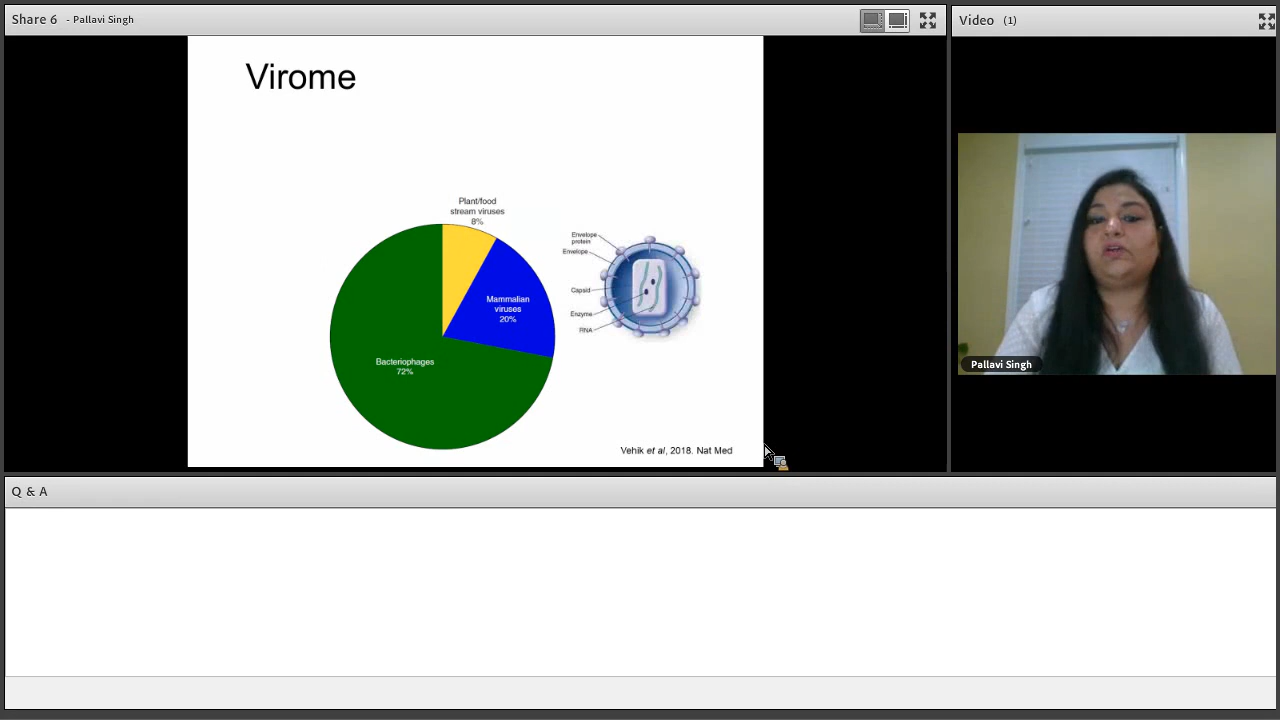 Share 6 - Pallavi Singh
Video (1)
Virome
Plant/food
stream viruses
8%
Mammalian
viruses
20%
Bacteriophages
72%
Envelope
protein
Envelope
Capsid
Enzyme
RNA
Vehik et al, 2018. Nat Med
Pallavi Singh
Q & A